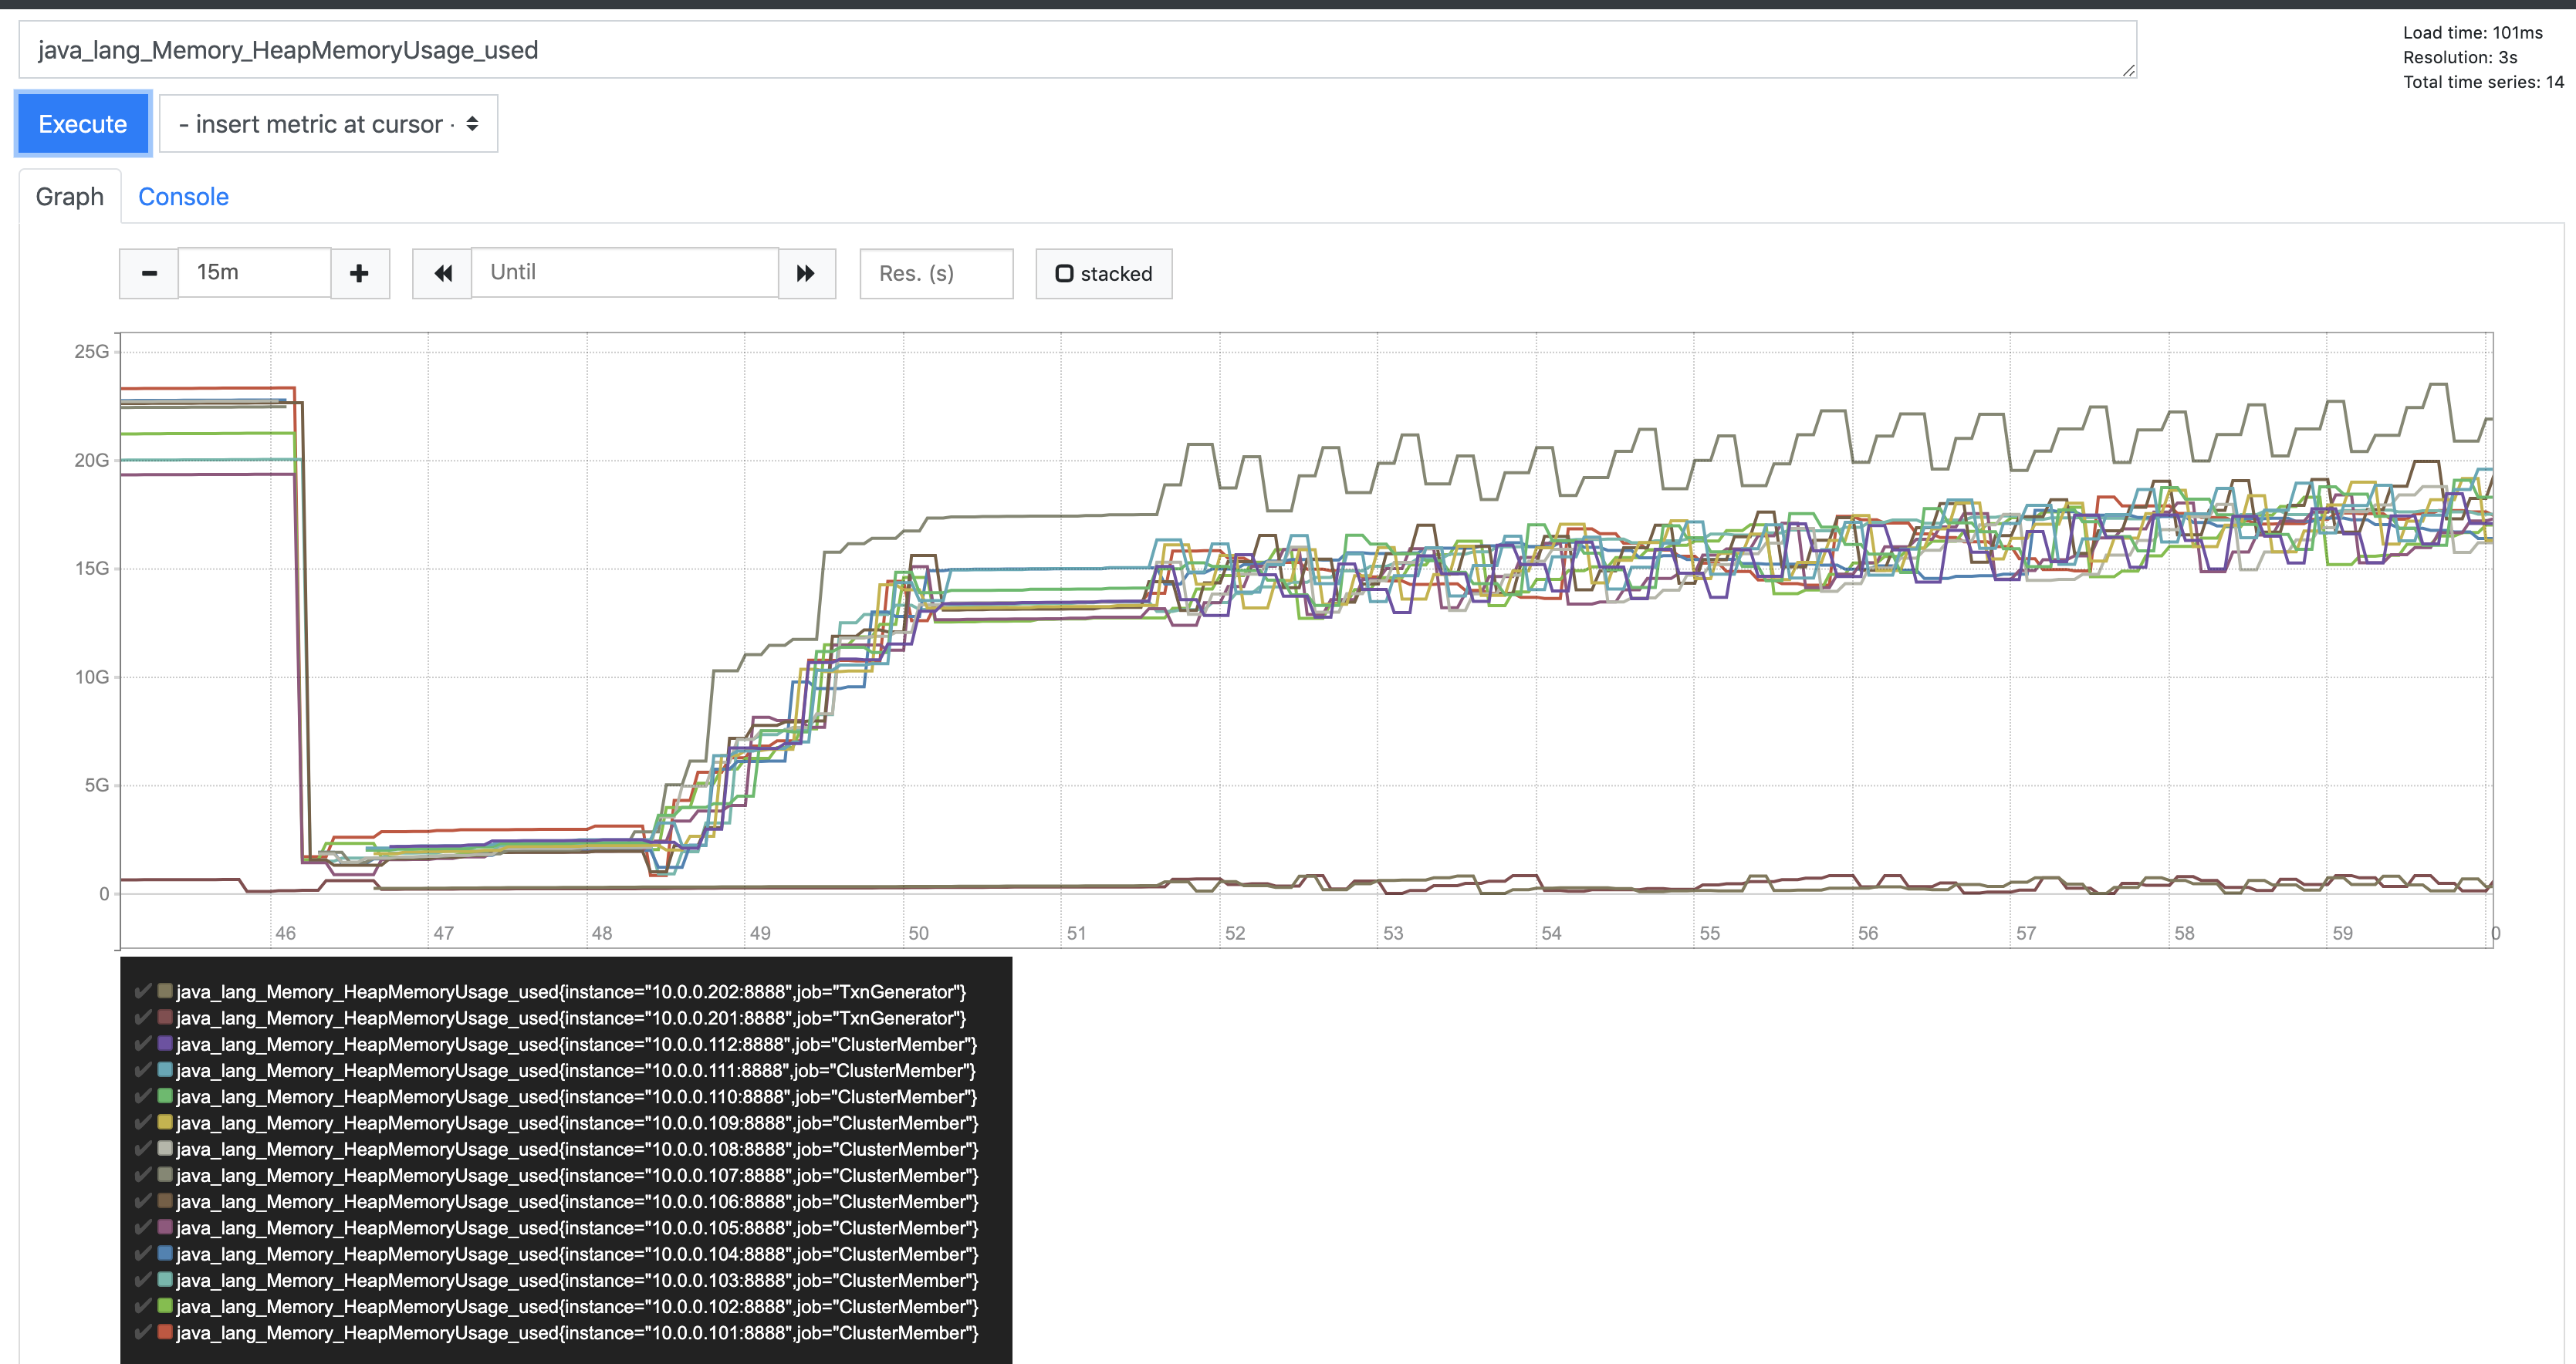 java_lang_Memory_HeapMemoryUsage_used
Load time: 101ms
Resolution: 3s
Total time series: 14
Execute
- insert metric at cursor -
Graph
Console
15m
Until
Res. (s)
stacked
25G
20G
15G
10G
5G
0
46 47 48 49 50 51 52 53 54 55 56 57 58 59 0
java_lang_Memory_HeapMemoryUsage_used{instance="10.0.0.202:8888",job="TxnGenerator"}
java_lang_Memory_HeapMemoryUsage_used{instance="10.0.0.201:8888",job="TxnGenerator"}
java_lang_Memory_HeapMemoryUsage_used{instance="10.0.0.112:8888",job="ClusterMember"}
java_lang_Memory_HeapMemoryUsage_used{instance="10.0.0.111:8888",job="ClusterMember"}
java_lang_Memory_HeapMemoryUsage_used{instance="10.0.0.110:8888",job="ClusterMember"}
java_lang_Memory_HeapMemoryUsage_used{instance="10.0.0.109:8888",job="ClusterMember"}
java_lang_Memory_HeapMemoryUsage_used{instance="10.0.0.108:8888",job="ClusterMember"}
java_lang_Memory_HeapMemoryUsage_used{instance="10.0.0.107:8888",job="ClusterMember"}
java_lang_Memory_HeapMemoryUsage_used{instance="10.0.0.106:8888",job="ClusterMember"}
java_lang_Memory_HeapMemoryUsage_used{instance="10.0.0.105:8888",job="ClusterMember"}
java_lang_Memory_HeapMemoryUsage_used{instance="10.0.0.104:8888",job="ClusterMember"}
java_lang_Memory_HeapMemoryUsage_used{instance="10.0.0.103:8888",job="ClusterMember"}
java_lang_Memory_HeapMemoryUsage_used{instance="10.0.0.102:8888",job="ClusterMember"}
java_lang_Memory_HeapMemoryUsage_used{instance="10.0.0.101:8888",job="ClusterMember"}